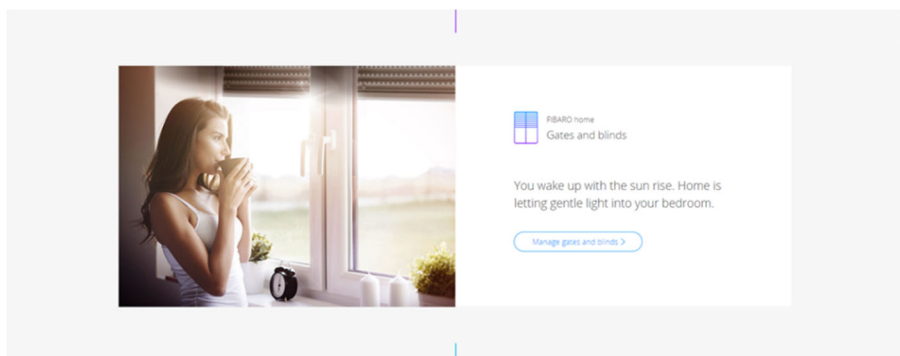 FIBARO home
Gates and blinds
You wake up with the sun rise. Home is
letting gentle light into your bedroom.
Manage gates and blinds >